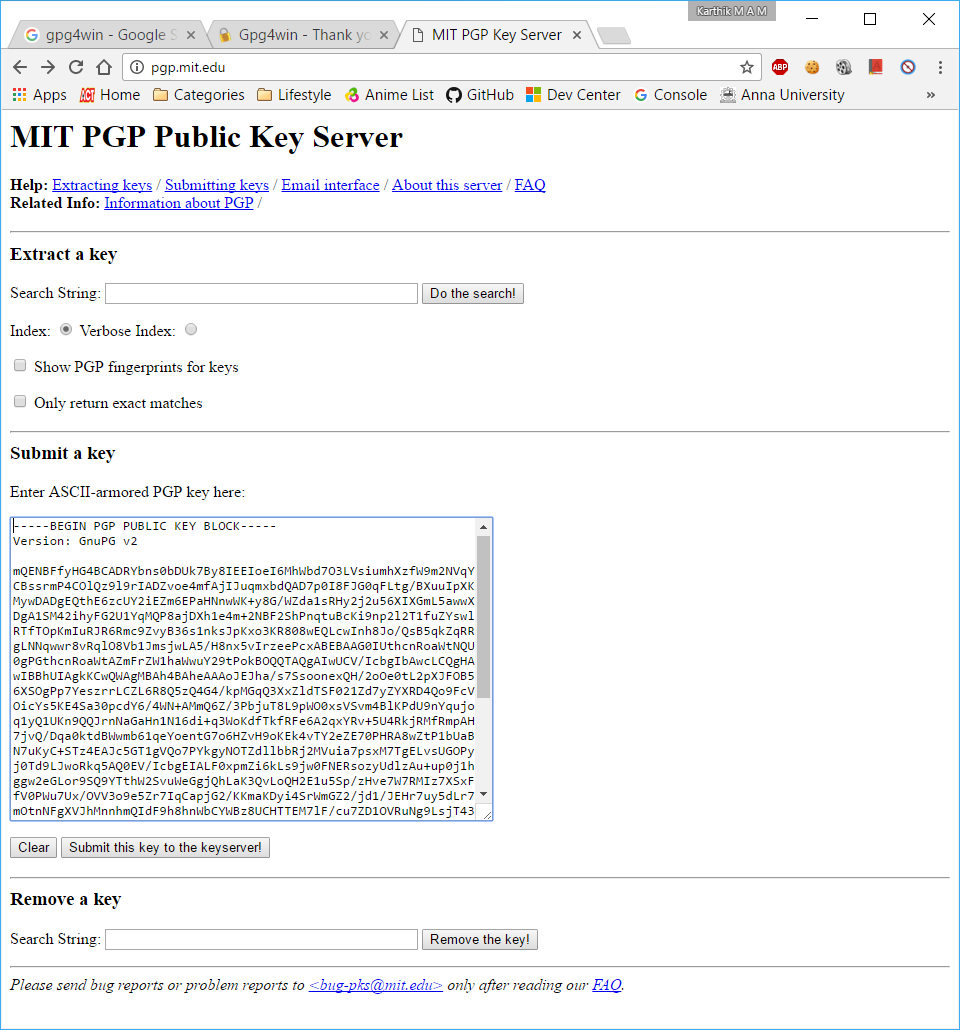 Karthik M A M
gpg4win - Google S
Gpg4win - Thank yo
MIT PGP Key Server
pgp.mit.edu
ABP
Apps
ACT Home
Categories
Lifestyle
Anime List
GitHub
Dev Center
Console
Anna University
»
MIT PGP Public Key Server
Help: Extracting keys / Submitting keys / Email interface / About this server / FAQ
Related Info: Information about PGP /
Extract a key
Search String:
Do the search!
Index: Verbose Index:
Show PGP fingerprints for keys
Only return exact matches
Submit a key
Enter ASCII-armored PGP key here:
-----BEGIN PGP PUBLIC KEY BLOCK-----
Version: GnuPG v2
mQENBFfyHG4BCADRYbns0bDUk7By8IEEIoeI6MhWbd7O3LVsiumhXzfW9m2NVqY
CBssrmP4COlQz9l9rIADZvoe4mfAjIJuqmxbdQAD7p0I8FJG0qFLtg/BXuuIpXK
MywDADgEQthE6zcUY2iEZm6EPaHNnwWK+y8G/WZda1sRHy2j2u56XIXGmL5awwX
DgA1SM42ihyFG2U1YqMQP8ajDXh1e4m+2NBF2ShPnqtuBcKi9np2l2T1fuZYswl
RTfTOpKmIuRJR6Rmc9ZvyB36s1nksJpKxo3KR808wEQLcwInh8Jo/QsB5qkZqRR
gLNNqwwr8vRqlO8Vb1JmsjwLA5/H8nx5vIrzeePcxABEBAAG0IUthcnRoaWtNQU
0gPGthcnRoaWtAZmFrZW1haWwuY29tPokBOQQTAQgAIwUCV/IcbgIbAwcLCQgHA
wIBBhUIAgkKCwQWAgMBAh4BAheAAAoJEJHa/s7SsoonexQH/2oOe0tL2pXJFOB5
6XSOgPp7YeszrrLCZL6R8Q5zQ4G4/kpMGqQ3XxZldTSF021Zd7yZYXRD4Qo9FcV
OicYs5KE4Sa30pcdY6/4WN+AMmQ6Z/3PbjuT8L9pWO0xsVSvm4BlKPdU9nYqujo
q1yQ1UKn9QQJrnNaGaHn1N16di+q3WoKdfTkfRFe6A2qxYRv+5U4RkjRMfRmpAH
7jvQ/Dqa0ktdBWwmb61qeYoentG7o6HZvH9oKEk4vTY2eZE70PHRA8wZtP1bUaB
N7uKyC+STz4EAJc5GT1gVQo7PYkgyNOTZdllbbRj2MVuia7psxM7TgELvsUGOPy
j0Td9LJwoRkq5AQ0EV/IcbgEIALF0xpmZi6kLs9jw0FNERsozyUdlzAu+up0j1h
ggw2eGLor9SQ9YTthW2SvuWeGgjQhLaK3QvLoQH2E1u5Sp/zHve7W7RMIz7XSxF
fV0PWu7Ux/OVV3o9e5Zr7IqCapjG2/KKmaKDyi4SrWmGZ2/jd1/JEHr7uy5dLr7
mOtnNFgXVJhMnnhmQIdF9h8hnWbCYWBz8UCHTTEM7lF/cu7ZD1OVRuNg9LsjT43
Clear
Submit this key to the keyserver!
Remove a key
Search String:
Remove the key!
Please send bug reports or problem reports to <bug-pks@mit.edu> only after reading our FAQ.